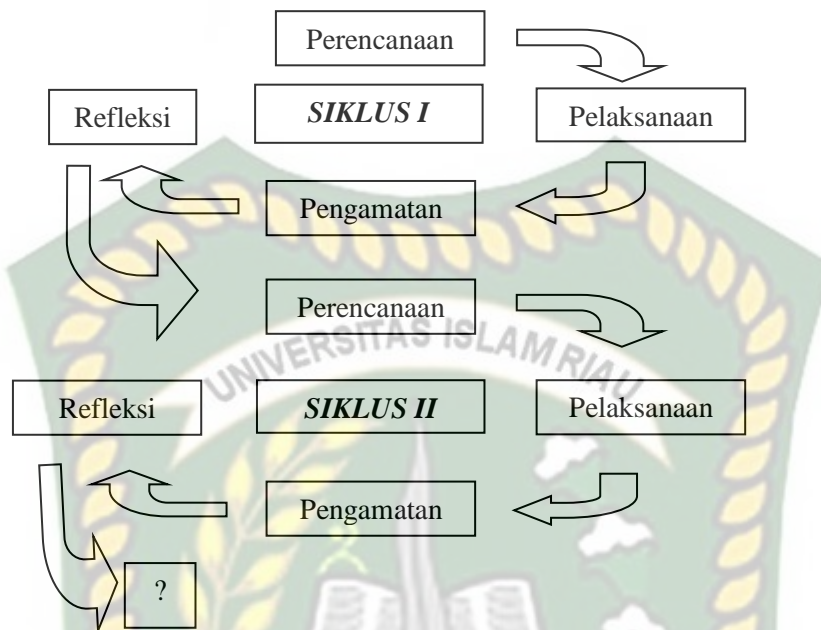 Perencanaan
Refleksi
SIKLUS I
Pelaksanaan
Pengamatan
Perencanaan
UNIVERSITAS ISLAM RIAU
Refleksi
SIKLUS II
Pelaksanaan
Pengamatan
?